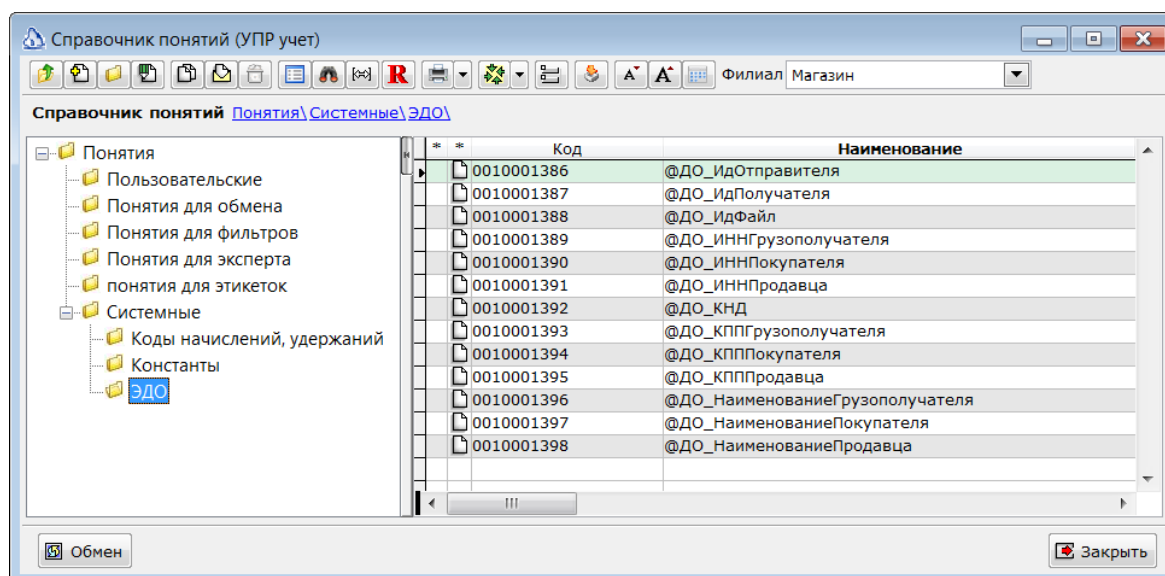 Справочник понятий (УПР учет)
R А А Филиал Магазин
Справочник понятий Понятия\Системные\ЭДО\
Понятия
Пользовательские
Понятия для обмена
Понятия для фильтров
Понятия для эксперта
понятия для этикеток
Системные
Коды начислений, удержаний
Константы
ЭДО
* * Код Наименование
0010001386 @ДО_ИдОтправителя
0010001387 @ДО_ИдПолучателя
0010001388 @ДО_ИдФайл
0010001389 @ДО_ИННГрузополучателя
0010001390 @ДО_ИННПокупателя
0010001391 @ДО_ИННПродавца
0010001392 @ДО_КНД
0010001393 @ДО_КППГрузополучателя
0010001394 @ДО_КПППокупателя
0010001395 @ДО_КПППродавца
0010001396 @ДО_НаименованиеГрузополучателя
0010001397 @ДО_НаименованиеПокупателя
0010001398 @ДО_НаименованиеПродавца
Обмен
Закрыть